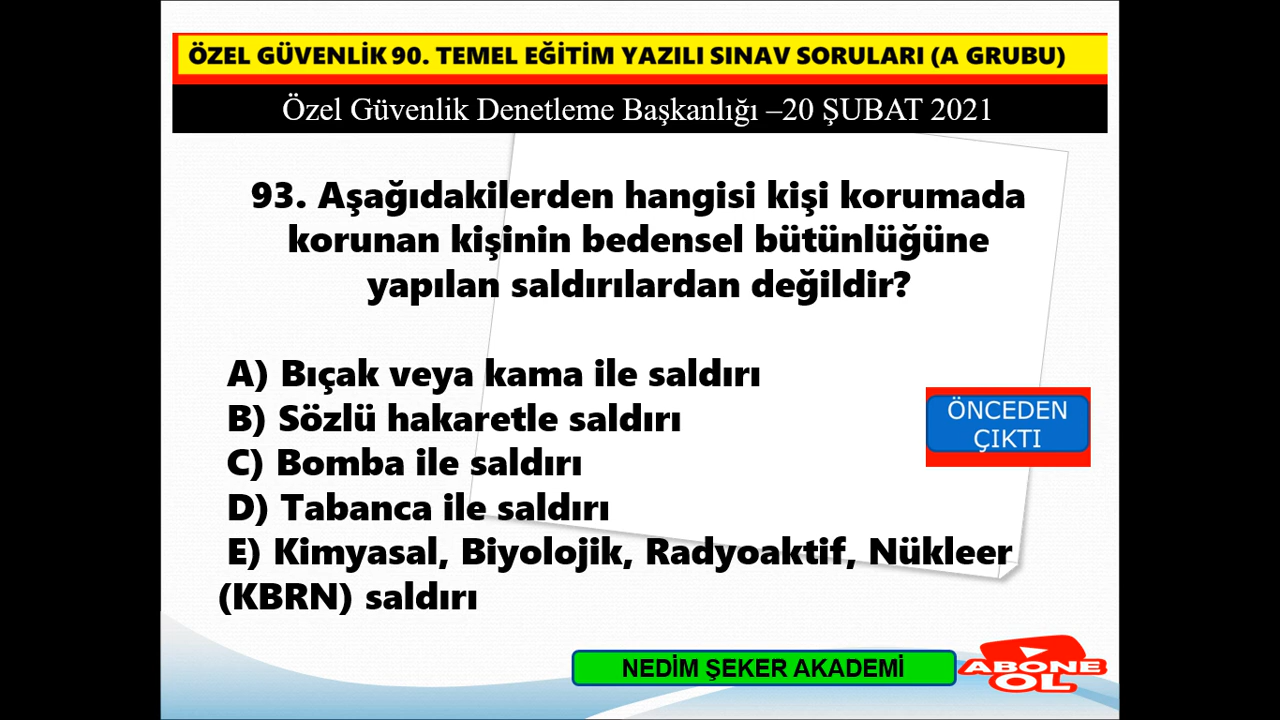 ÖZEL GÜVENLİK 90. TEMEL EĞİTİM YAZILI SINAV SORULARI (A GRUBU)
Özel Güvenlik Denetleme Başkanlığı –20 ŞUBAT 2021
93. Aşağıdakilerden hangisi kişi korumada
korunan kişinin bedensel bütünlüğüne
yapılan saldırılardan değildir?
A) Bıçak veya kama ile saldırı
B) Sözlü hakaretle saldırı
C) Bomba ile saldırı
D) Tabanca ile saldırı
E) Kimyasal, Biyolojik, Radyoaktif, Nükleer
(KBRN) saldırı
ÖNCEDEN
ÇIKTI
NEDİM ŞEKER AKADEMİ
ABONE
OL